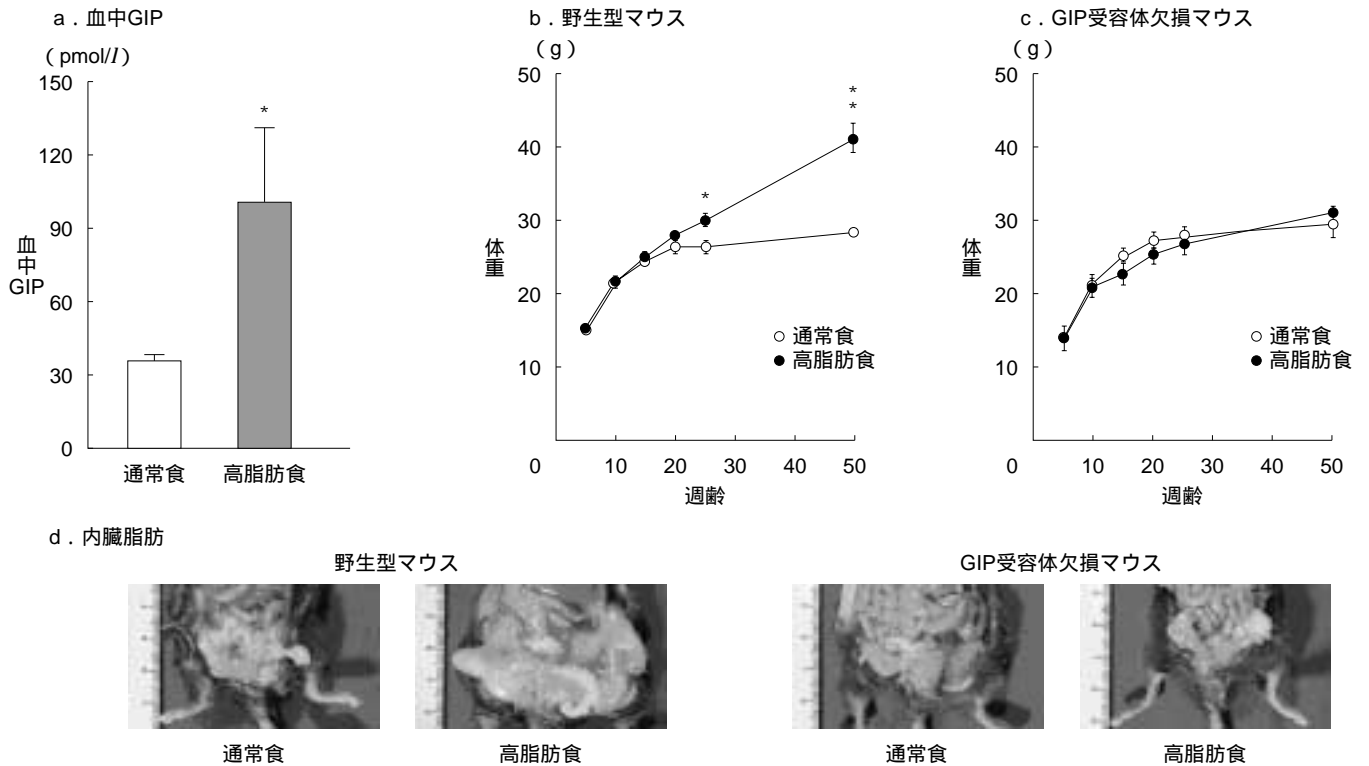 a．血中GIP
（pmol/l）
150
120
90
60
30
0
血中GIP
*
通常食
高脂肪食
b．野生型マウス
（g）
50
40
30
20
10
0
体重
*
*
*
通常食
高脂肪食
10 20 30 40 50
週齢
c．GIP受容体欠損マウス
（g）
50
40
30
20
10
0
体重
通常食
高脂肪食
10 20 30 40 50
週齢
d．内臓脂肪
野生型マウス
GIP受容体欠損マウス
通常食
高脂肪食
通常食
高脂肪食